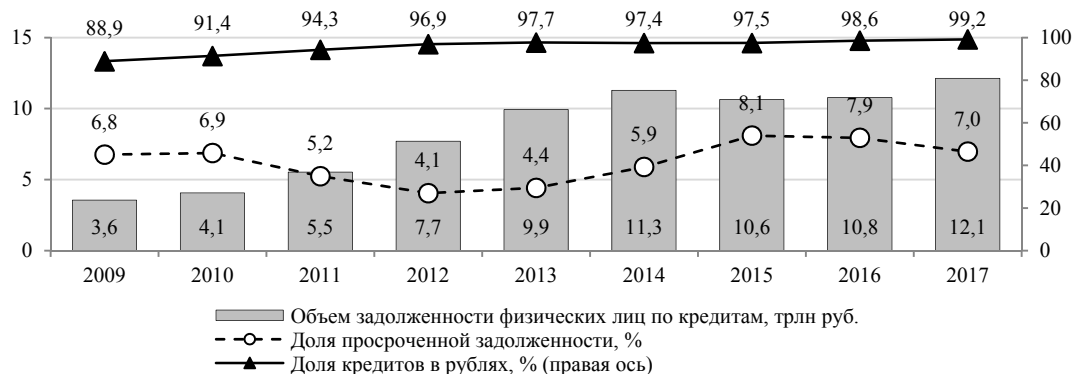 88,9 91,4 94,3 96,9 97,7 97,4 97,5 98,6 99,2
15 100
80
10 60
40
5 20
0 0
6,8 6,9 5,2 4,1 4,4 5,9 8,1 7,9 7,0
3,6 4,1 5,5 7,7 9,9 11,3 10,6 10,8 12,1
2009 2010 2011 2012 2013 2014 2015 2016 2017
Объем задолженности физических лиц по кредитам, трлн руб.
Доля просроченной задолженности, %
Доля кредитов в рублях, % (правая ось)